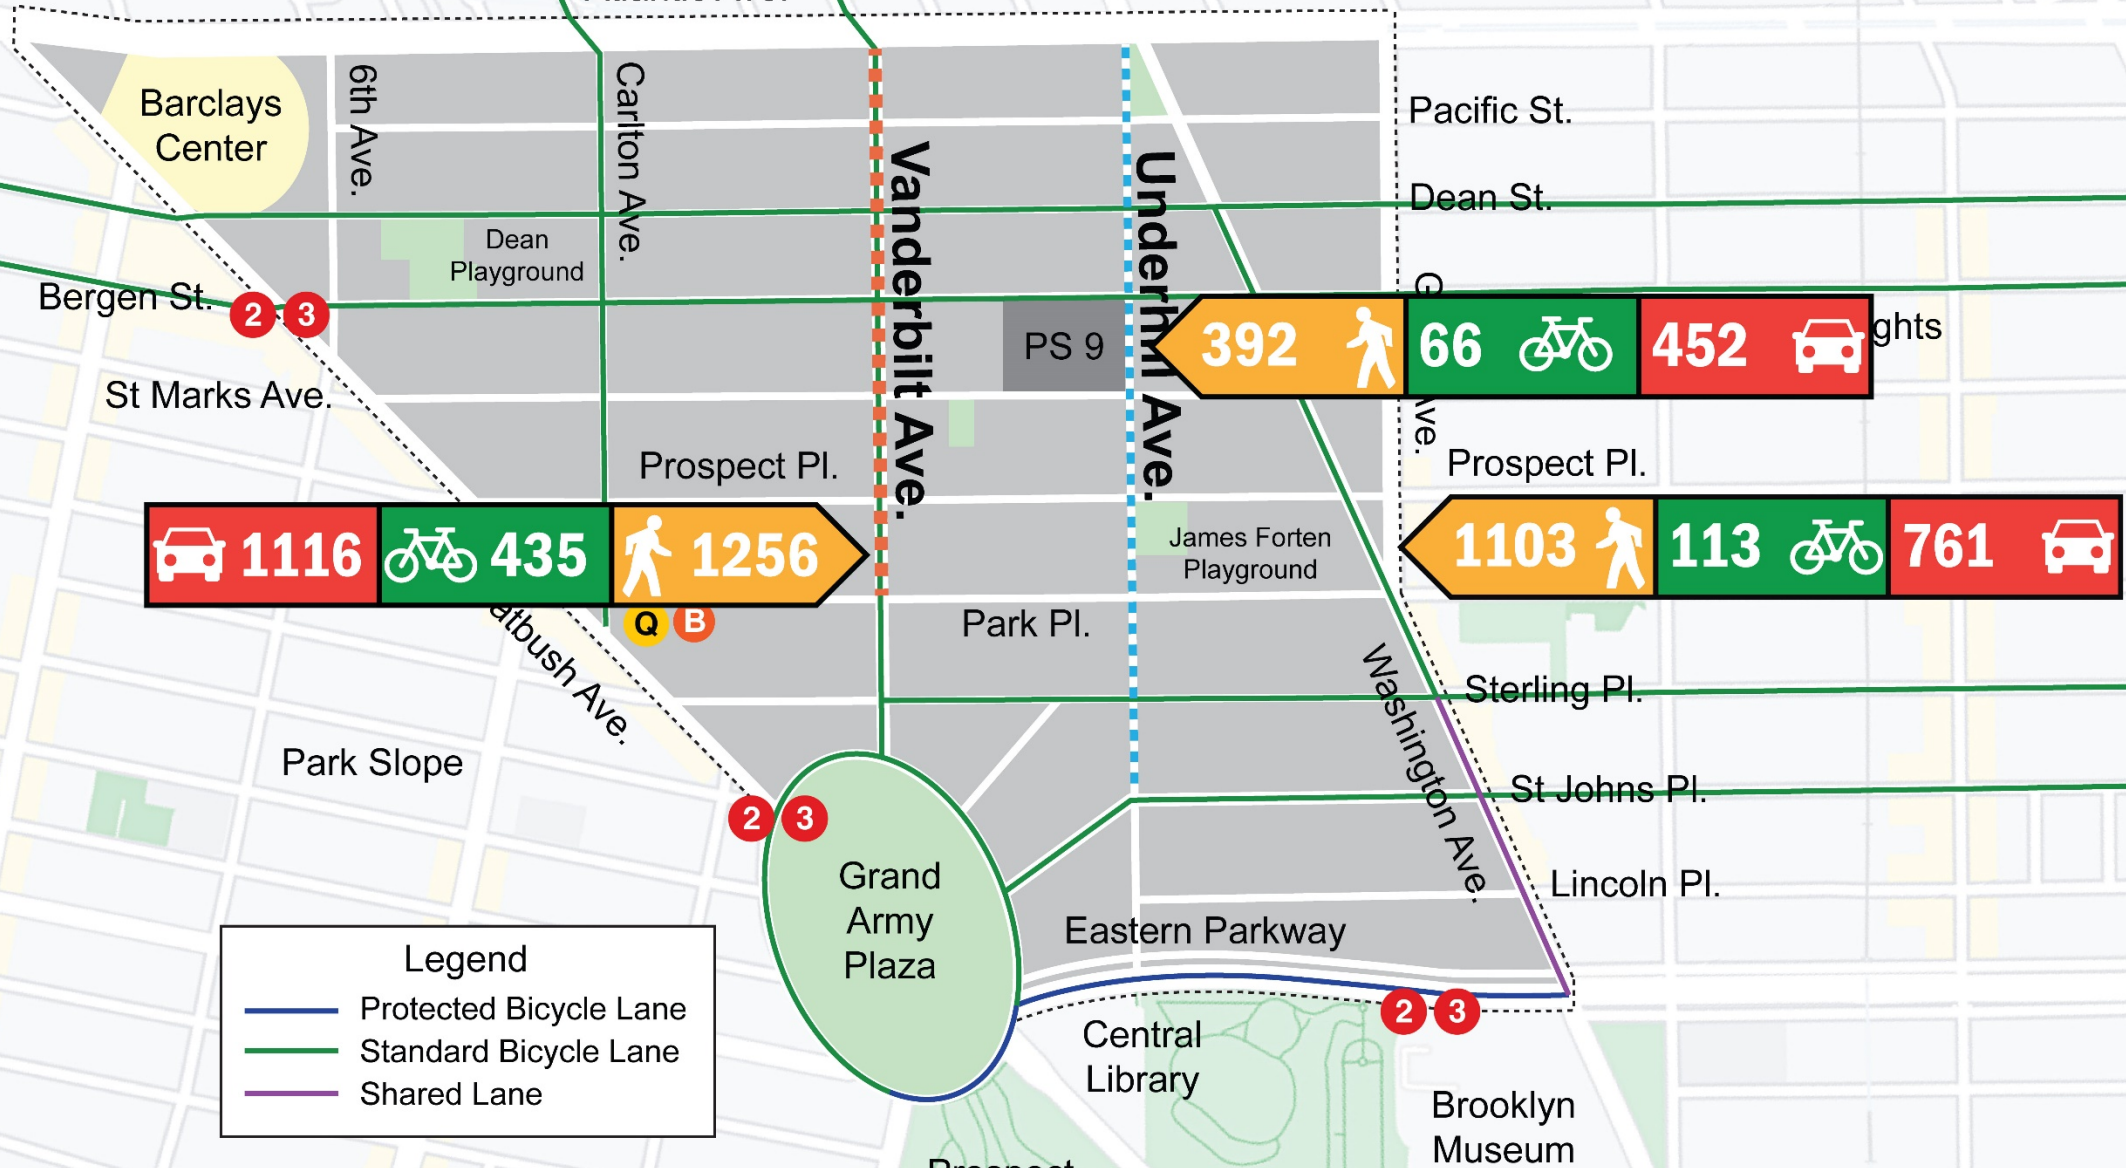 Barclays
Center
6th Ave.
Carlton Ave.
Vanderbilt Ave.
Underhill Ave.
Pacific St.
Dean St.
Dean
Playground
Bergen St.
2 3
PS 9
392 66 452
ghts
St Marks Ave.
Ave.
Prospect Pl.
Prospect Pl.
1116 435 1256
James Forten
Playground
1103 113 761
Q B
atbush Ave.
Park Pl.
Washington Ave.
Sterling Pl.
Park Slope
St Johns Pl.
2 3
Grand
Army
Plaza
Lincoln Pl.
Eastern Parkway
Legend
Protected Bicycle Lane
Standard Bicycle Lane
Shared Lane
2 3
Central
Library
Brooklyn
Museum
Prospect